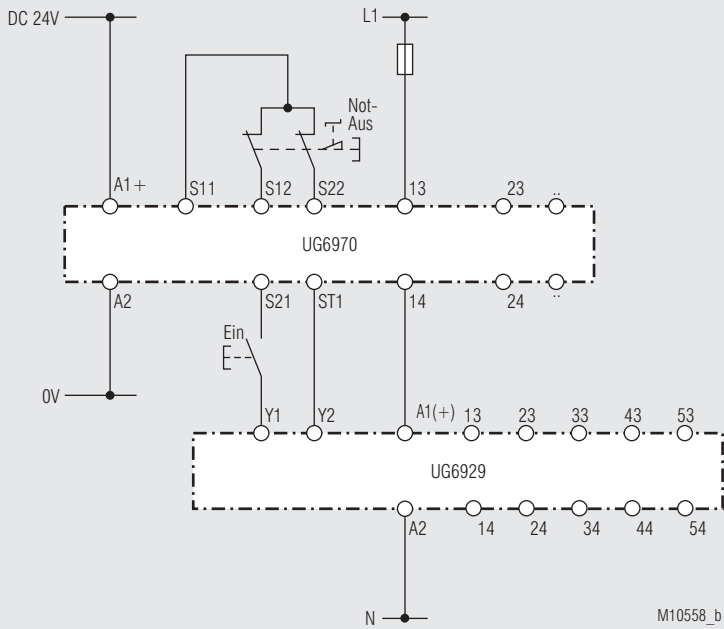 DC 24V
L1
Not-
Aus
A1+ S11 S12 S22 13 23 ..
UG6970
A2 S21 ST1 14 24 ..
Ein
0V
Y1 Y2 A1(+) 13 23 33 43 53
UG6929
A2 14 24 34 44 54
N
M10558_b